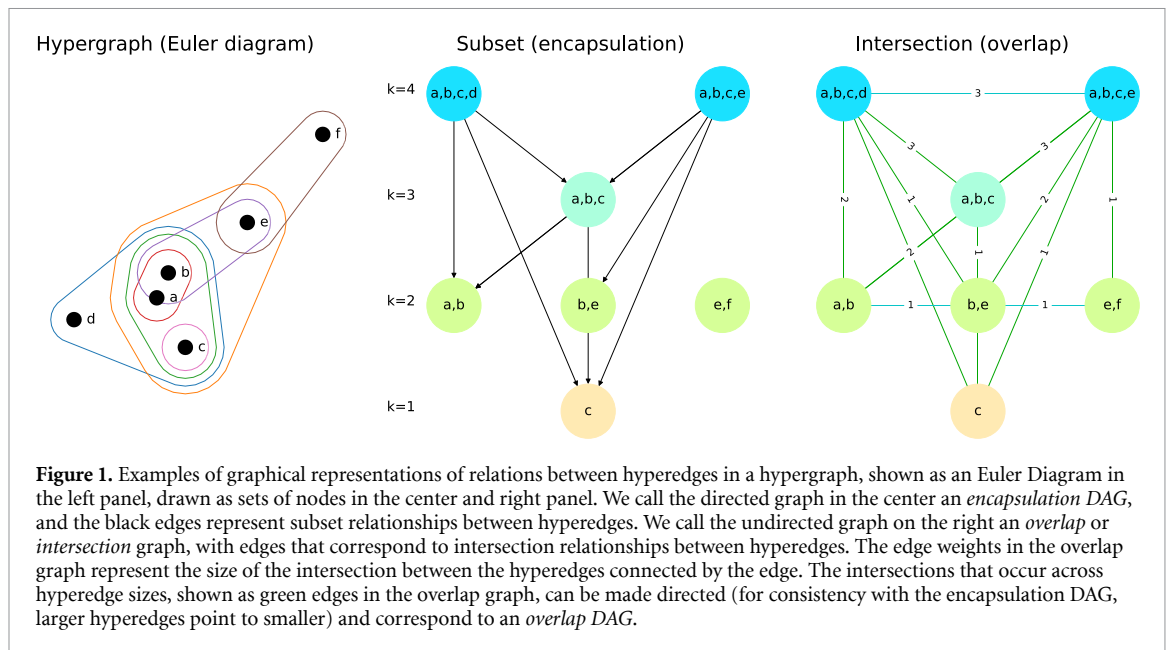 Hypergraph (Euler diagram)
Subset (encapsulation)
Intersection (overlap)
f
e
b
a
d
c
k=4
a,b,c,d
a,b,c,e
k=3
a,b,c
k=2
a,b
b,e
e,f
k=1
c
a,b,c,d
3
a,b,c,e
3
3
a,b,c
2
1
2
1
2
1
1
a,b
1
b,e
1
e,f
c
Figure 1. Examples of graphical representations of relations between hyperedges in a hypergraph, shown as an Euler Diagram in
the left panel, drawn as sets of nodes in the center and right panel. We call the directed graph in the center an encapsulation DAG,
and the black edges represent subset relationships between hyperedges. We call the undirected graph on the right an overlap or
intersection graph, with edges that correspond to intersection relationships between hyperedges. The edge weights in the overlap
graph represent the size of the intersection between the hyperedges connected by the edge. The intersections that occur across
hyperedge sizes, shown as green edges in the overlap graph, can be made directed (for consistency with the encapsulation DAG,
larger hyperedges point to smaller) and correspond to an overlap DAG.